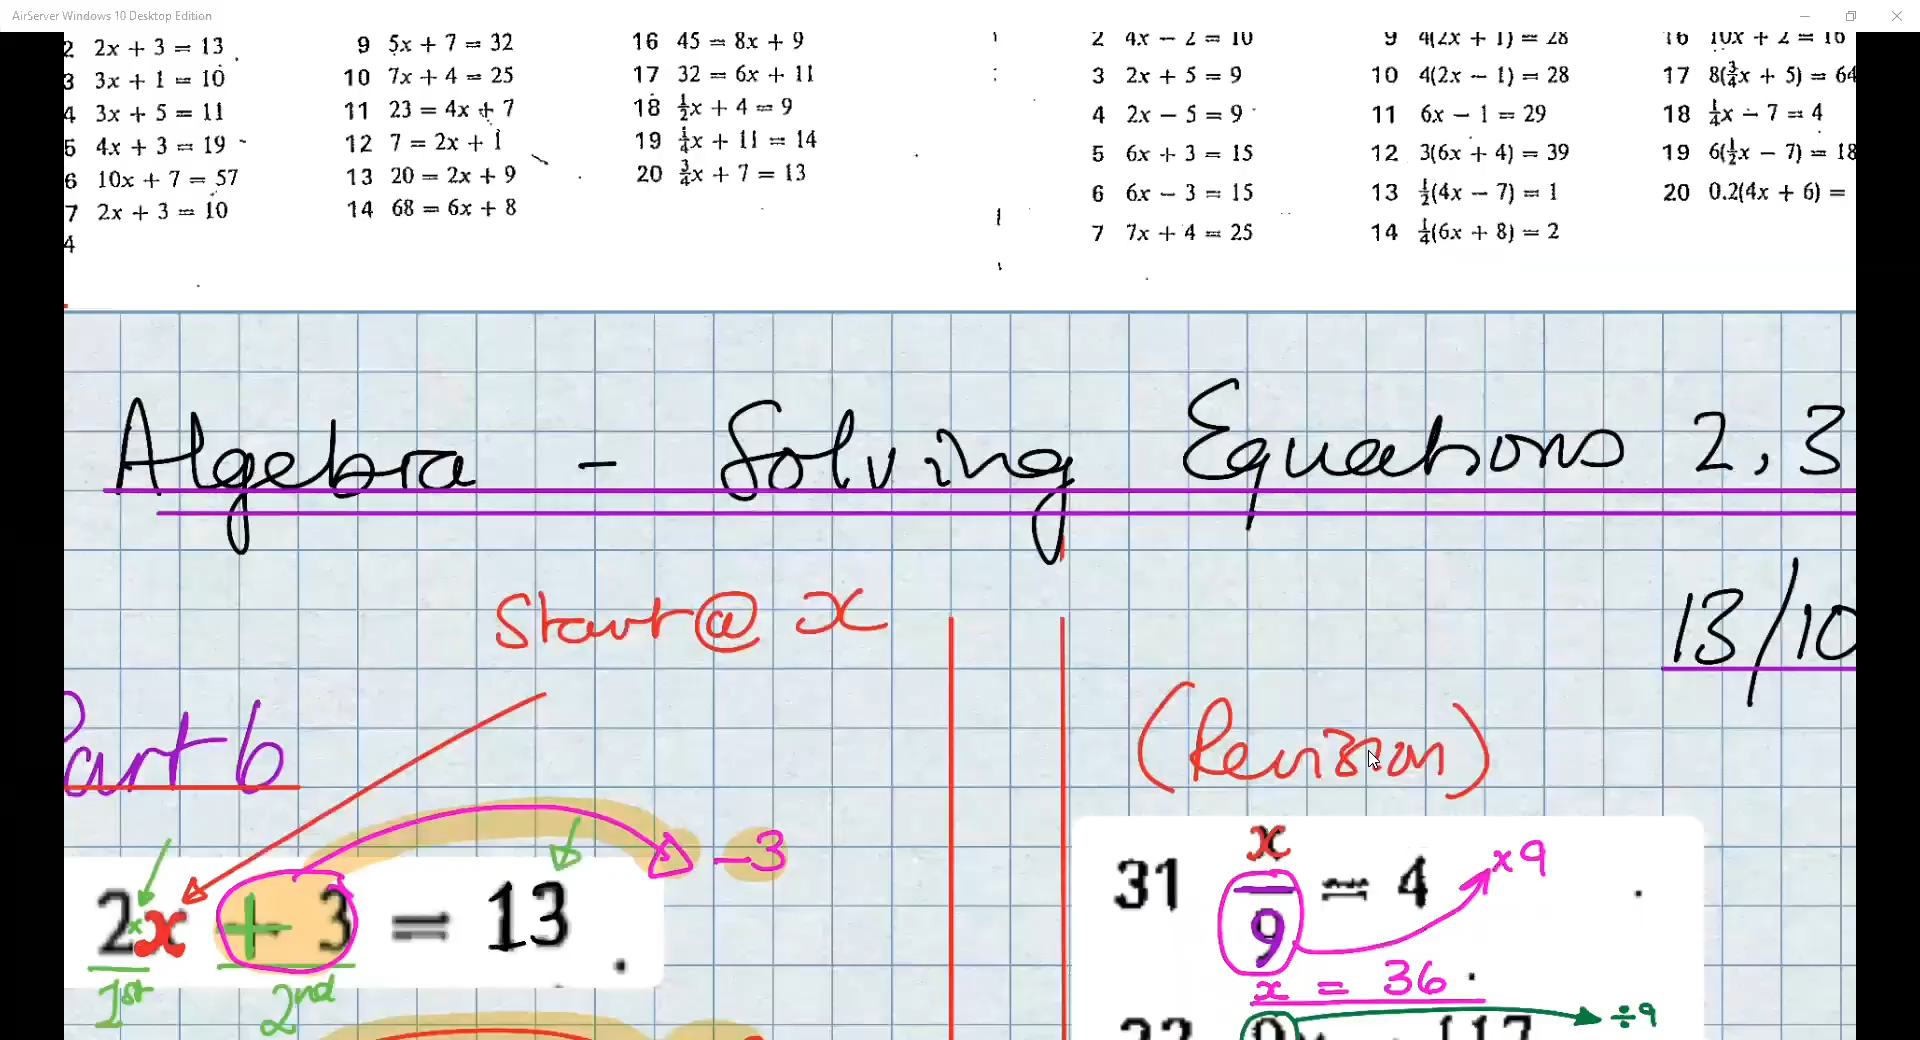 AirServer Windows 10 Desktop Edition
2 2x + 3 = 13
3 3x + 1 = 10
4 3x + 5 = 11
5 4x + 3 = 19
6 10x + 7 = 57
7 2x + 3 = 10
4
9 5x + 7 = 32
10 7x + 4 = 25
11 23 = 4x + 7
12 7 = 2x + 1
13 20 = 2x + 9
14 68 = 6x + 8
16 45 = 8x + 9
17 32 = 6x + 11
18 ½x + 4 = 9
19 ¼x + 11 = 14
20 ¾x + 7 = 13
2 4x − 2 = 10
3 2x + 5 = 9
4 2x − 5 = 9
5 6x + 3 = 15
6 6x − 3 = 15
7 7x + 4 = 25
9 4(2x + 1) = 28
10 4(2x − 1) = 28
11 6x − 1 = 29
12 3(6x + 4) = 39
13 ½(4x − 7) = 1
14 ¼(6x + 8) = 2
16 10x + 2 = 16
17 8(¾x + 5) = 64
18 ¼x − 7 = 4
19 6(½x − 7) = 18
20 0.2(4x + 6) =
Algebra - Solving Equations 2, 3
13/10
Start @ x
Part 6
−3
2x + 3 = 13
1st 2nd
(Revision)
31 x/9 = 4 ×9
x = 36
÷9